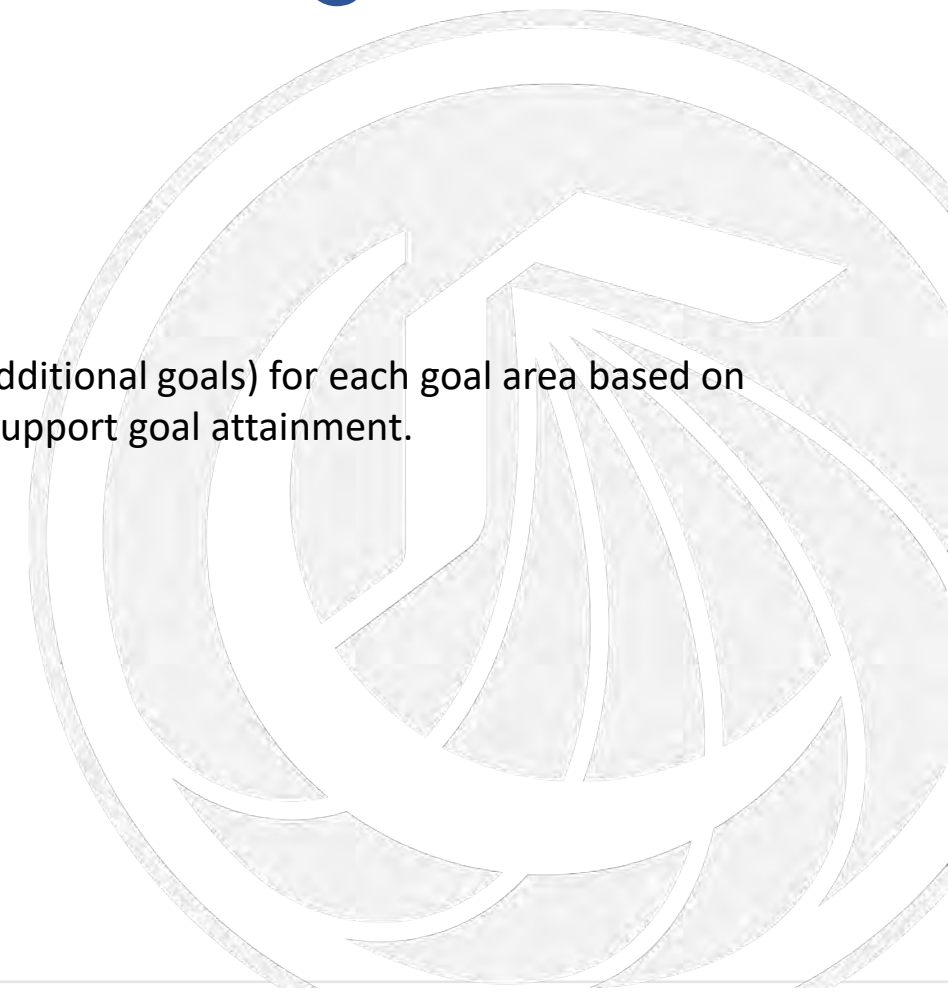 dditional goals) for each goal area based on
upport goal attainment.